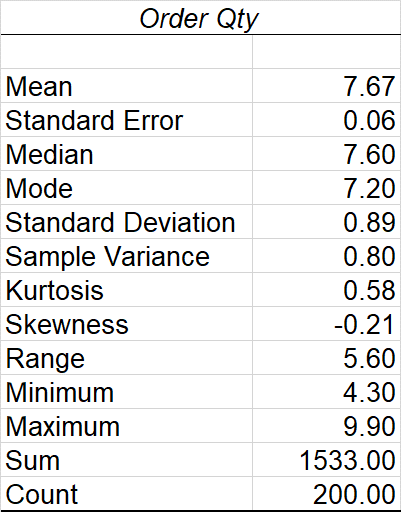 Order Qty
Mean 7.67
Standard Error 0.06
Median 7.60
Mode 7.20
Standard Deviation 0.89
Sample Variance 0.80
Kurtosis 0.58
Skewness -0.21
Range 5.60
Minimum 4.30
Maximum 9.90
Sum 1533.00
Count 200.00